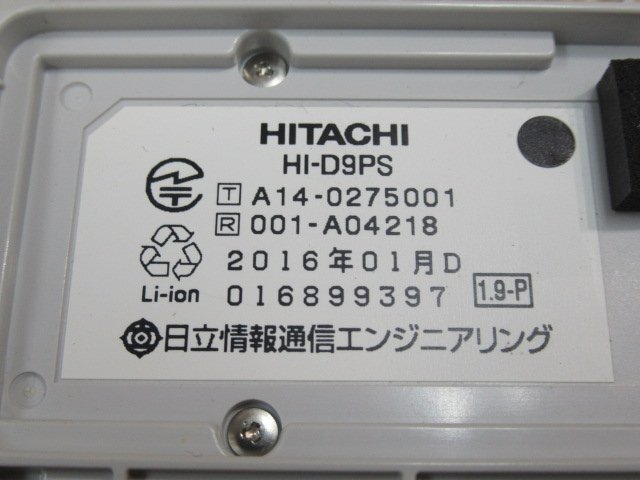 HITACHI
HI-D9PS
T A14-0275001
R 001-A04218
2016年01月D
Li-ion 016899397 1.9-P
日立情報通信エンジニアリング